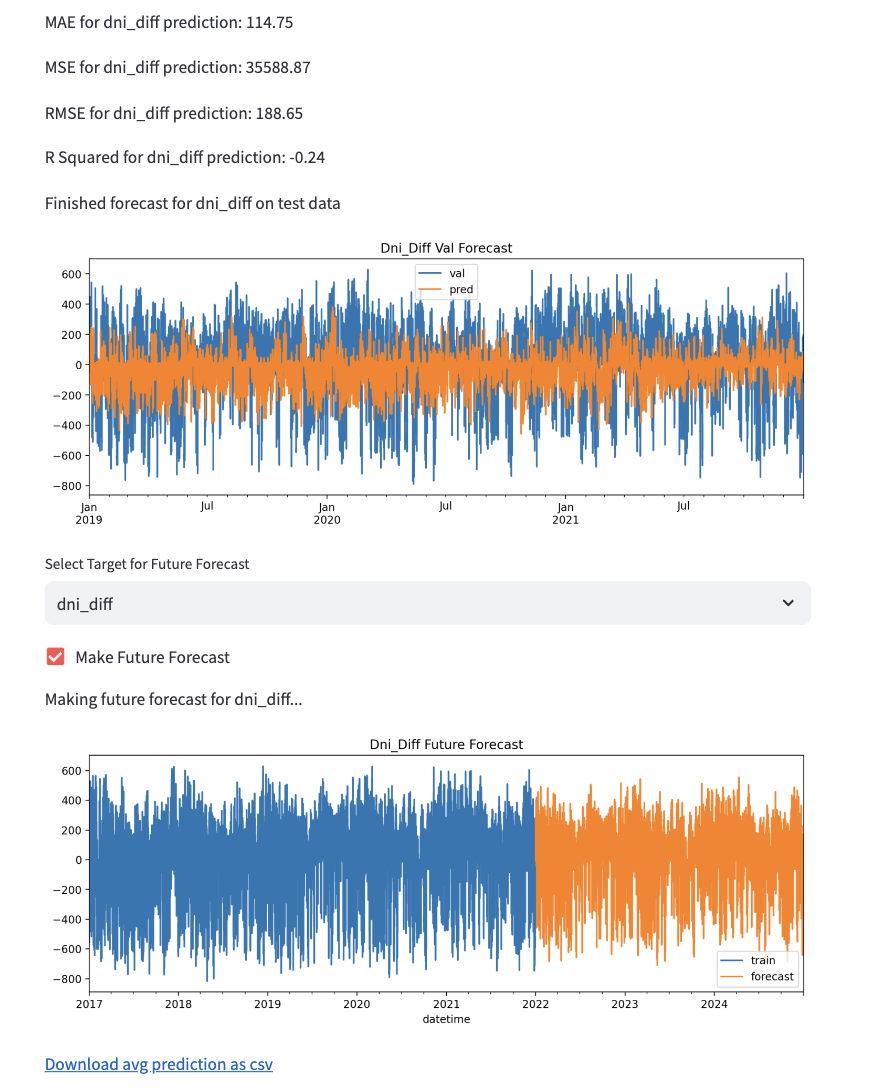 MAE for dni_diff prediction: 114.75
MSE for dni_diff prediction: 35588.87
RMSE for dni_diff prediction: 188.65
R Squared for dni_diff prediction: -0.24
Finished forecast for dni_diff on test data
Dni_Diff Val Forecast
val
pred
600
400
200
0
−200
−400
−600
−800
Jan Jul Jan Jul Jan Jul
2019 2020 2021
Select Target for Future Forecast
dni_diff
Make Future Forecast
Making future forecast for dni_diff...
Dni_Diff Future Forecast
600
400
200
0
−200
−400
−600
−800
train
forecast
2017 2018 2019 2020 2021 2022 2023 2024
datetime
Download avg prediction as csv